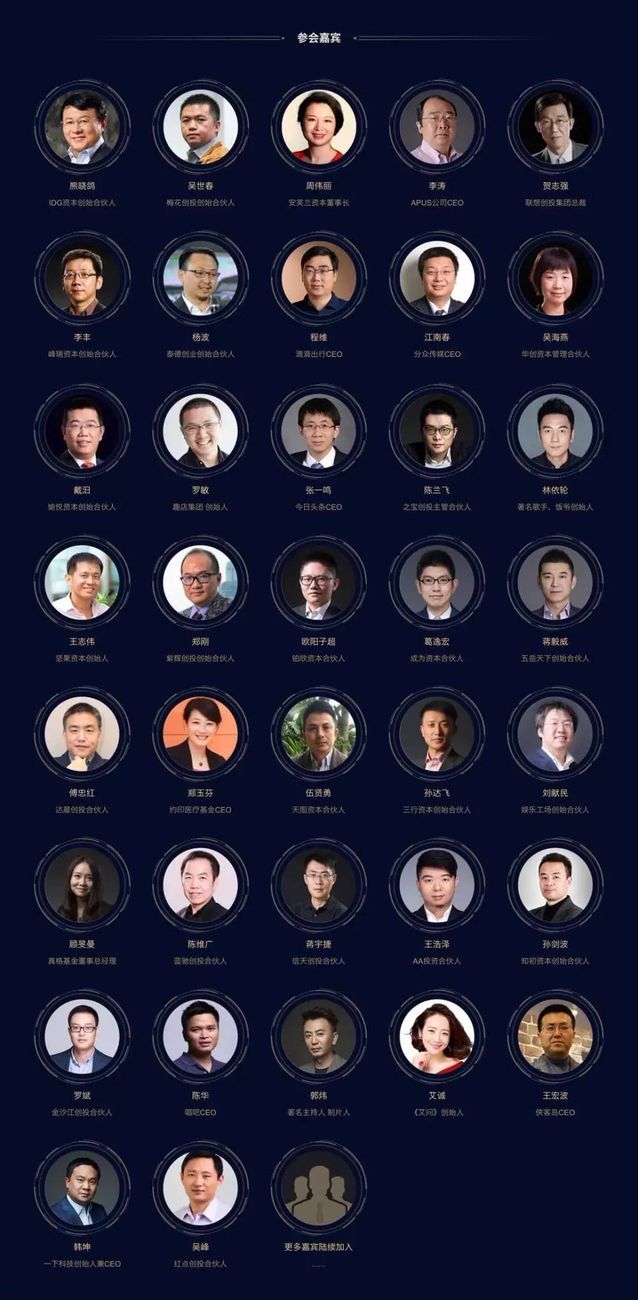 参会嘉宾
熊晓鸽 吴世春 周伟丽 李涛 贺志强
IDG资本创始合伙人 梅花创投创始合伙人 安芙兰资本董事长 APUS公司CEO 联想创投集团总裁
李丰 杨波 程维 江南春 吴海燕
峰瑞资本创始合伙人 泰德创业创始合伙人 滴滴出行CEO 分众传媒CEO 华创资本管理合伙人
戴汨 罗敏 张一鸣 陈兰飞 林依轮
愉悦资本创始合伙人 趣店集团 创始人 今日头条CEO 之宝创投主管合伙人 著名歌手、饭爷创始人
王志伟 郑刚 欧阳子超 葛逸宏 蒋毅威
坚果资本创始人 紫辉创投创始合伙人 铂欣资本合伙人 成为资本合伙人 五岳天下创始合伙人
傅忠红 郑玉芬 伍贤勇 孙达飞 刘献民
达晨创投合伙人 约印医疗基金CEO 天图资本合伙人 三行资本创始合伙人 娱乐工场创始合伙人
顾旻曼 陈维广 蒋宇捷 王浩泽 孙剑波
真格基金董事总经理 蓝驰创投合伙人 信天创投合伙人 AA投资合伙人 知初资本创始合伙人
罗斌 陈华 郭炜 艾诚 王宏波
金沙江创投合伙人 唱吧CEO 著名主持人 制片人 《艾问》创始人 侠客岛CEO
韩坤 吴峰 更多嘉宾陆续加入
一下科技创始人兼CEO 红点创投合伙人 ......